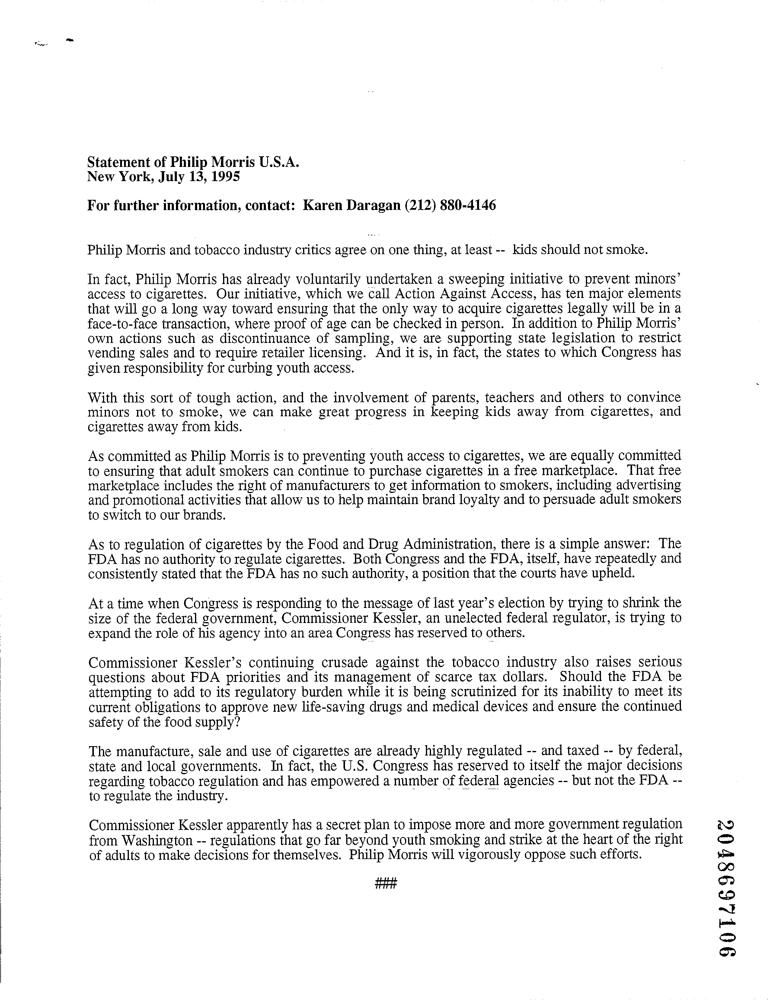 Statement of Philip Morris U.S.A.
New York, July 13, 1995
For further information, contact: Karen Daragan (212) 880-4146
Philip Morris and tobacco industry critics agree on one thing, at least -- kids should not smoke.
In fact, Philip Morris has already voluntarily undertaken a sweeping initiative to prevent minors’
access to cigarettes. Our initiative, which we call Action Against Access, has ten major elements
that will go a long way toward ensuring that the only way to acquire cigarettes legally will be in a
face-to-face transaction, where proof of age can be checked in person. In addition to Philip Morris’
own actions such as discontinuance of sampling, we are supporting state legislation to restrict
vending sales and to require retailer licensing. And it is, in fact, the states to which Congress has
given responsibility for curbing youth access.
With this sort of tough action, and the involvement of parents, teachers and others to convince
minors not to smoke, we can make great progress in keeping kids away from cigarettes, and
cigarettes away from kids.
As committed as Philip Morris is to preventing youth access to cigarettes, we are equally committed
to ensuring that adult smokers can continue to purchase cigarettes in a free marketplace. That free
marketplace includes the right of manufacturers to get information to smokers, including advertising
and promotional activities that allow us to help maintain brand loyalty and to persuade adult smokers
to switch to our brands.
As to regulation of cigarettes by the Food and Drug Administration, there is a simple answer: The
FDA has no authority to regulate cigarettes. Both Congress and the FDA, itself, have repeatedly and
consistently stated that the FDA has no such authority, a position that the courts have upheld.
At a time when Congress is responding to the message of last year’s election by trying to shrink the
size of the federal government, Commissioner Kessler, an unelected federal regulator, is trying to
expand the role of his agency into an area Congress has reserved to others.
Commissioner Kessler’s continuing crusade against the tobacco industry also raises serious
questions about FDA priorities and its management of scarce tax dollars. Should the FDA be
attempting to add to its regulatory burden while it is being scrutinized for its inability to meet its
current obligations to approve new life-saving drugs and medical devices and ensure the continued
safety of the food supply?
The manufacture, sale and use of cigarettes are already highly regulated -- and taxed -- by federal,
state and local governments. In fact, the U.S. Congress has reserved to itself the major decisions
regarding tobacco regulation and has empowered a number of federal agencies -- but not the FDA --
to regulate the industry.
Commissioner Kessler apparently has a secret plan to impose more and more government regulation
from Washington -- regulations that go far beyond youth smoking and strike at the heart of the right
of adults to make decisions for themselves. Philip Morris will vigorously oppose such efforts.
###
2048697106